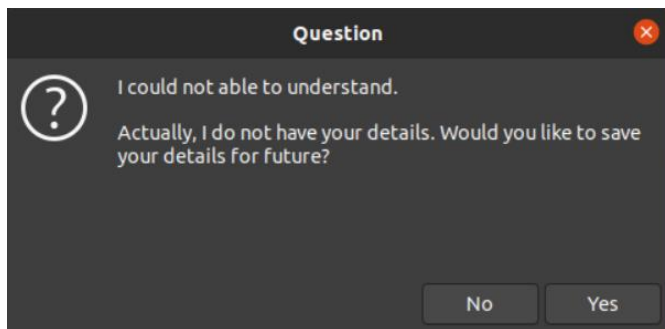 Question
I could not able to understand.
Actually, I do not have your details. Would you like to save
your details for future?
No
Yes